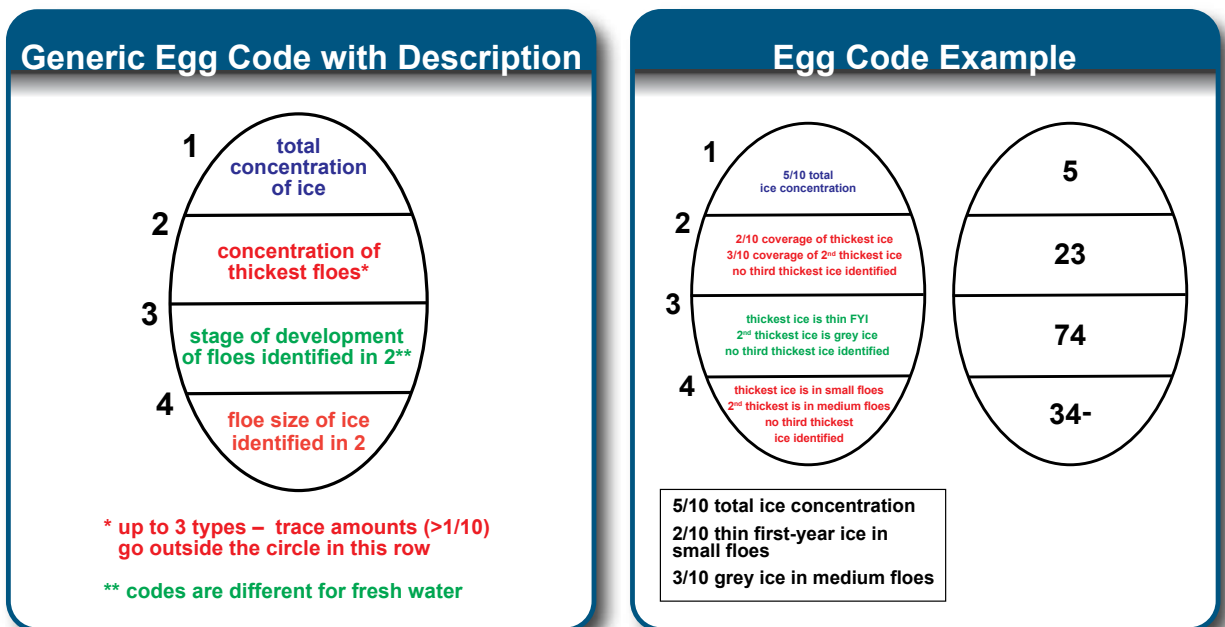 Generic Egg Code with Description
1
total
concentration
of ice
2
concentration of
thickest floes*
3
stage of development
of floes identified in 2**
4
floe size of ice
identified in 2
* up to 3 types – trace amounts (>1/10)
go outside the circle in this row
** codes are different for fresh water
Egg Code Example
1
5/10 total
ice concentration
2
2/10 coverage of thickest ice
3/10 coverage of 2nd thickest ice
no third thickest ice identified
3
thickest ice is thin FYI
2nd thickest ice is grey ice
no third thickest ice identified
4
thickest ice is in small floes
2nd thickest is in medium floes
no third thickest
ice identified
5
23
74
34-
5/10 total ice concentration
2/10 thin first-year ice in
small floes
3/10 grey ice in medium floes